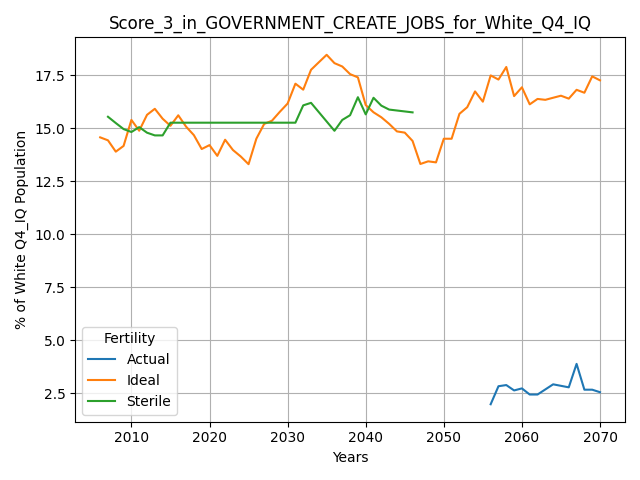 Score_3_in_GOVERNMENT_CREATE_JOBS_for_White_Q4_IQ
% of White Q4_IQ Population
17.5
15.0
12.5
10.0
7.5
5.0
2.5
Fertility
Actual
Ideal
Sterile
2010 2020 2030 2040 2050 2060 2070
Years